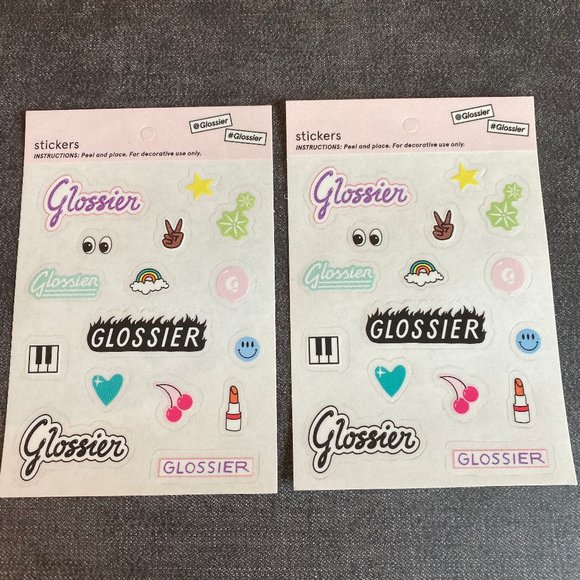 @Glossier
#Glossier
stickers
INSTRUCTIONS: Peel and place. For decorative use only.
Glossier
Glossier
G
GLOSSIER
Glossier
GLOSSIER
@Glossier
#Glossier
stickers
INSTRUCTIONS: Peel and place. For decorative use only.
Glossier
Glossier
G
GLOSSIER
Glossier
GLOSSIER